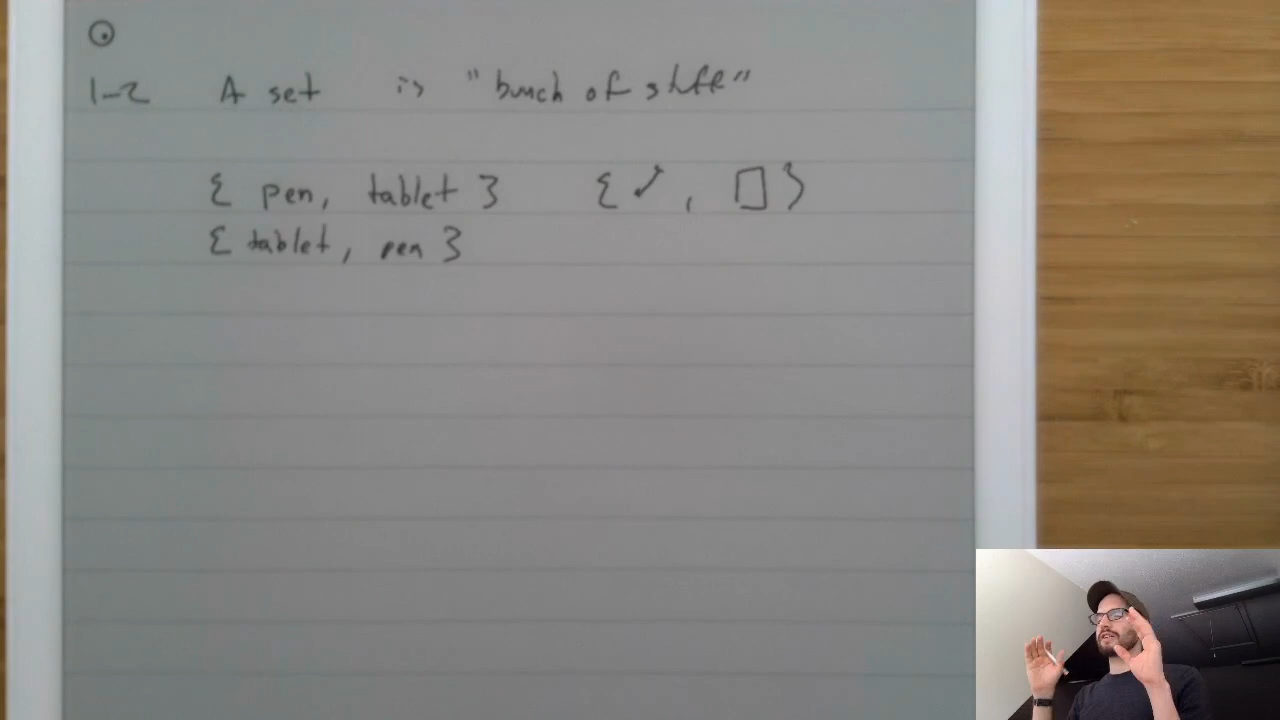 1-2 A set is "bunch of stuff"
{ pen, tablet } { , }
{ tablet, pen }